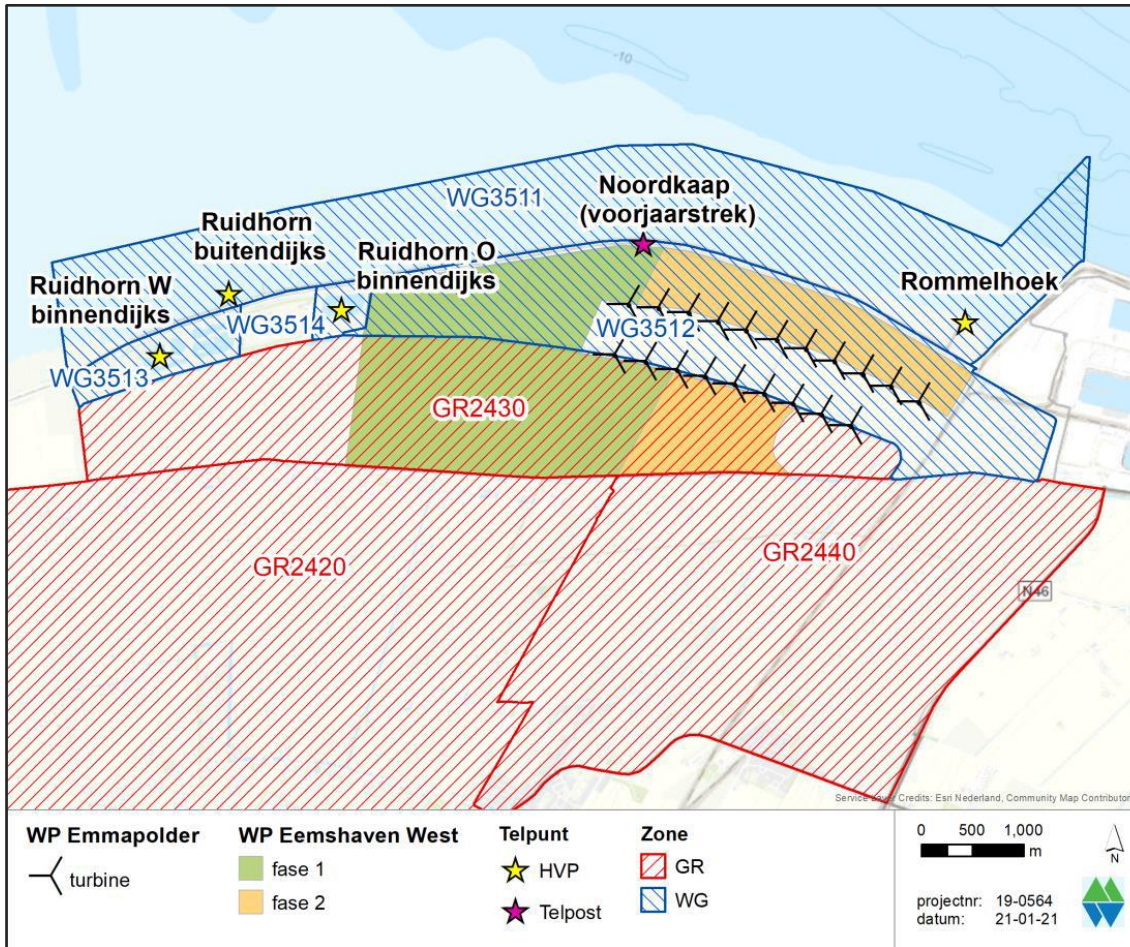 -10
WG3511
Noordkaap
(voorjaarstrek)
Ruidhorn
buitendijks
Ruidhorn O
binnendijks
Ruidhorn W
binnendijks
Rommelhoek
WG3514
WG3512
WG3513
GR2430
GR2420
GR2440
N46
Service Layer Credits: Esri Nederland, Community Map Contributor
WP Emmapolder
turbine
WP Eemshaven West
fase 1
fase 2
Telpunt
HVP
Telpost
Zone
GR
WG
0 500 1,000
m
N
projectnr: 19-0564
datum: 21-01-21